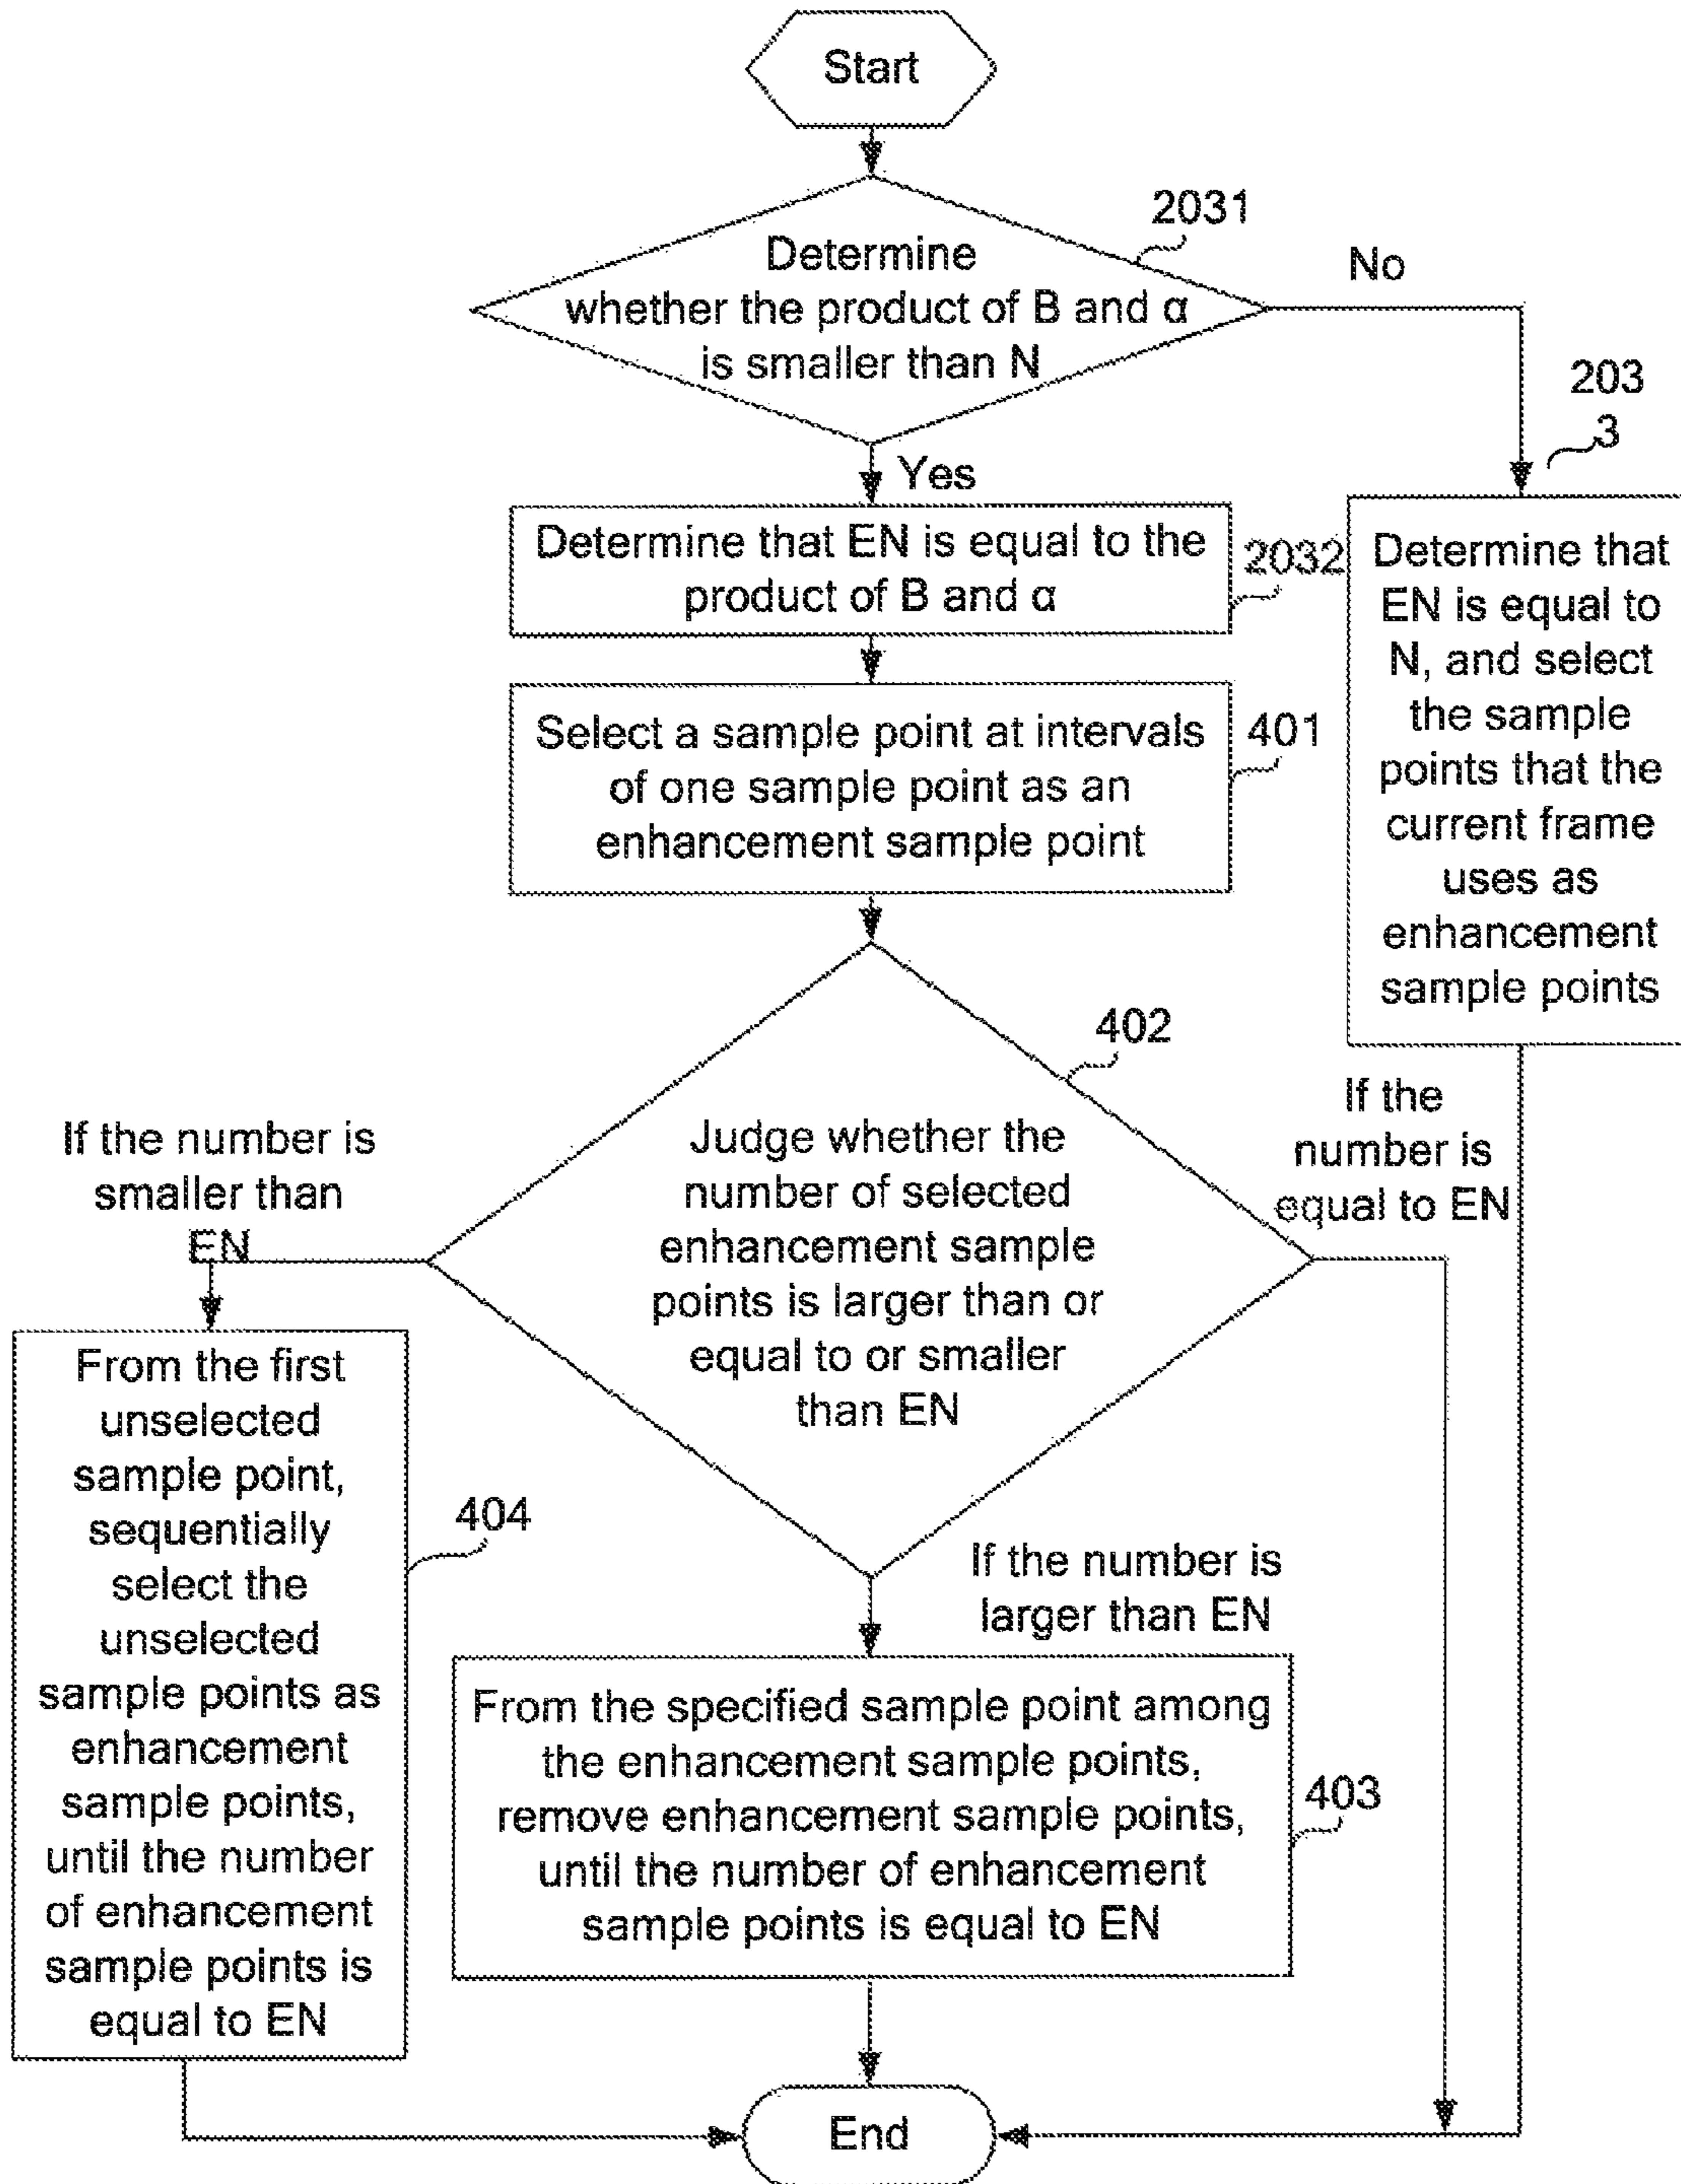 Start
2031
Determine
whether the product of B and α
is smaller than N
No
203
3
Yes
Determine that EN is equal to the
product of B and α
2032
Determine that
EN is equal to
N, and select
the sample
points that the
current frame
uses as
enhancement
sample points
Select a sample point at intervals
of one sample point as an
enhancement sample point
401
402
If the number is
smaller than
EN
Judge whether the
number of selected
enhancement sample
points is larger than or
equal to or smaller
than EN
If the
number is
equal to EN
From the first
unselected
sample point,
sequentially
select the
unselected
sample points as
enhancement
sample points,
until the number
of enhancement
sample points is
equal to EN
404
If the number is
larger than EN
From the specified sample point among
the enhancement sample points,
remove enhancement sample points,
until the number of enhancement
sample points is equal to EN
403
End